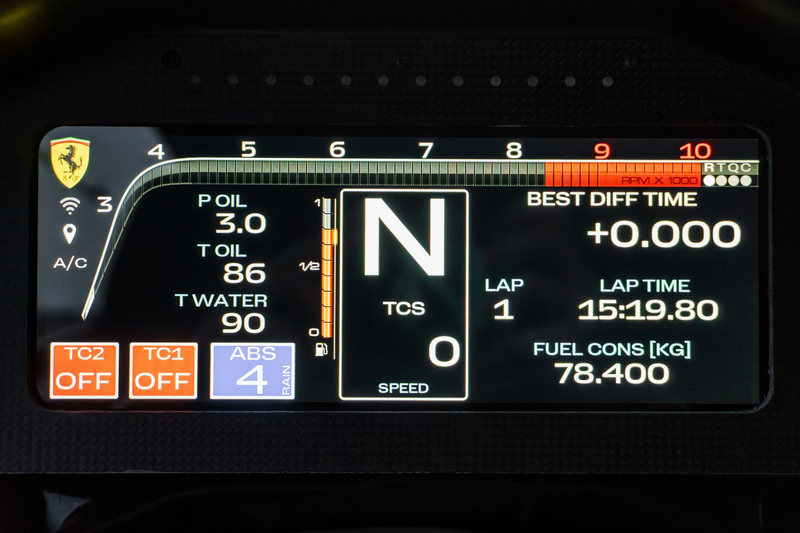 4 5 6 7 8 9 10
RTQC
RPM X 1000
3
A/C
P OIL
3.0
T OIL
86
T WATER
90
1
1/2
0
N
TCS
0
SPEED
BEST DIFF TIME
+0.000
LAP
1
LAP TIME
15:19.80
FUEL CONS [KG]
78.400
TC2
OFF
TC1
OFF
ABS
4
RAIN